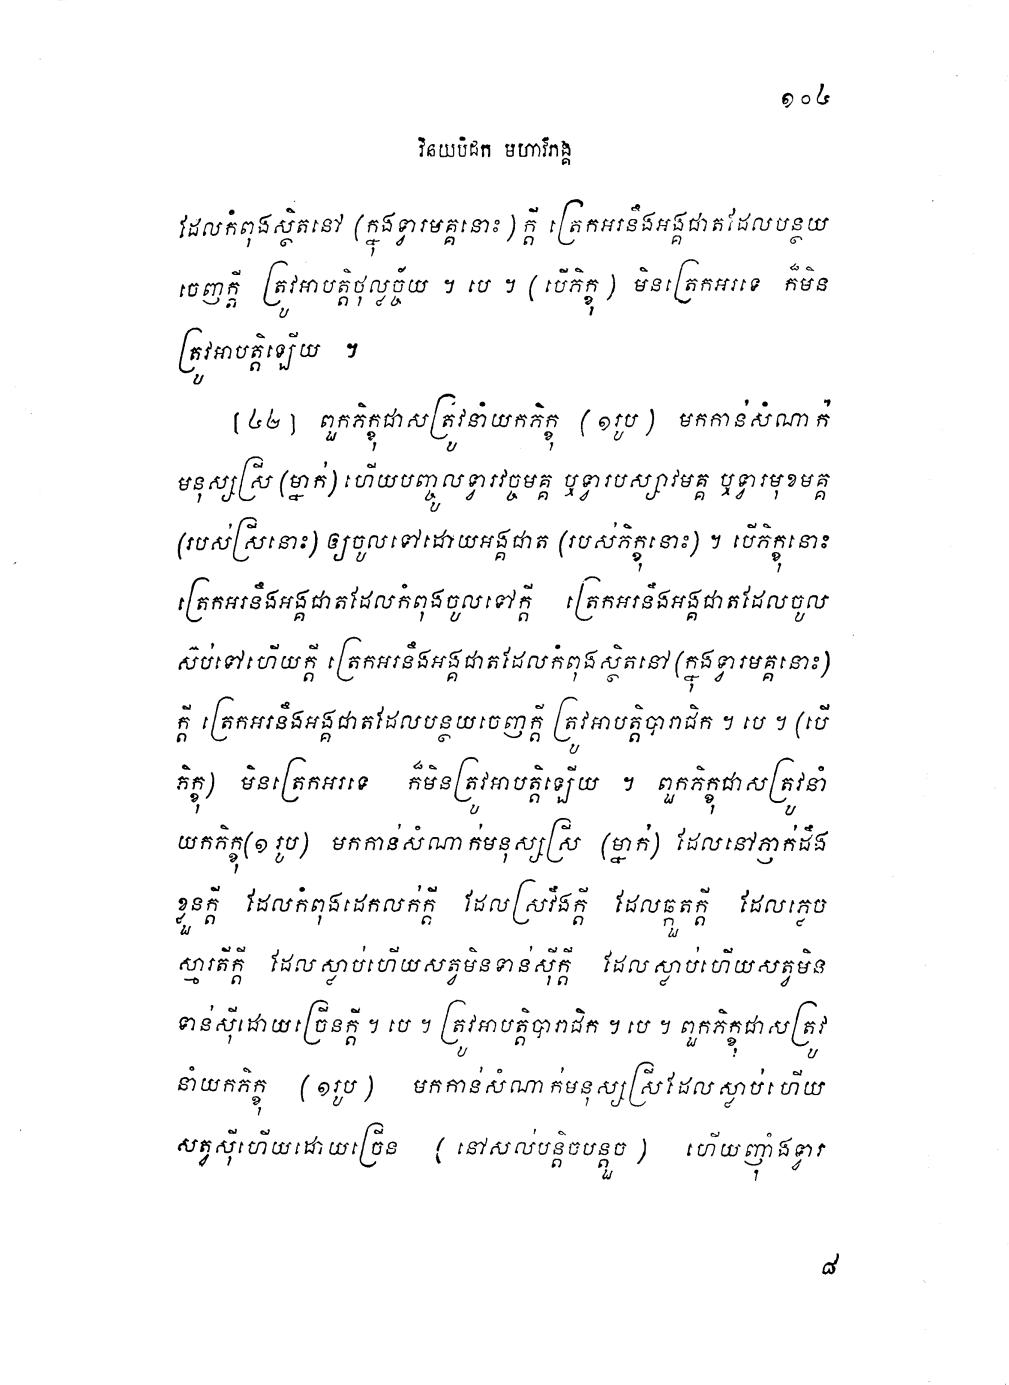 ១០៤
វិនយបិដក មហាវិភង្គ
ដែលកំពុងស្ថិតនៅ (ក្នុងទ្វារមគ្គនោះ) ក្តី ត្រេកអរនឹងអង្គជាតដែលបន្ថយ
ចេញក្តី ត្រូវអាបត្តិថុល្លច្ច័យ ។ បេ ។ (បើភិក្ខុ) មិនត្រេកអរទេ ក៏មិន
ត្រូវអាបត្តិឡើយ ។
[៤៤] ពួកភិក្ខុជាសត្រូវនាំយកភិក្ខុ (១រូប) មកកាន់សំណាក់
មនុស្សស្រី (ម្នាក់) ហើយបញ្ចូលទ្វារវច្ចមគ្គ ឬទ្វារបស្សាវមគ្គ ឬទ្វារមុខមគ្គ
(របស់ស្រីនោះ) ឲ្យចូលទៅដោយអង្គជាត (របស់ភិក្ខុនោះ) ។ បើភិក្ខុនោះ
ត្រេកអរនឹងអង្គជាតដែលកំពុងចូលទៅក្តី ត្រេកអរនឹងអង្គជាតដែលចូល
ស៊ប់ទៅហើយក្តី ត្រេកអរនឹងអង្គជាតដែលកំពុងស្ថិតនៅ (ក្នុងទ្វារមគ្គនោះ)
ក្តី ត្រេកអរនឹងអង្គជាតដែលបន្ថយចេញក្តី ត្រូវអាបត្តិបារាជិក ។ បេ ។ (បើ
ភិក្ខុ) មិនត្រេកអរទេ ក៏មិនត្រូវអាបត្តិឡើយ ។ ពួកភិក្ខុជាសត្រូវនាំ
យកភិក្ខុ(១រូប) មកកាន់សំណាក់មនុស្សស្រី (ម្នាក់) ដែលនៅភ្ញាក់ដឹង
ខ្លួនក្តី ដែលកំពុងដេកលក់ក្តី ដែលស្រវឹងក្តី ដែលឆ្កួតក្តី ដែលភ្លេច
ស្មារតីក្តី ដែលស្លាប់ហើយសត្វមិនទាន់ស៊ីក្តី ដែលស្លាប់ហើយសត្វមិន
ទាន់ស៊ីដោយច្រើនក្តី ។ បេ ។ ត្រូវអាបត្តិបារាជិក ។ បេ ។ ពួកភិក្ខុជាសត្រូវ
នាំយកភិក្ខុ (១រូប) មកកាន់សំណាក់មនុស្សស្រីដែលស្លាប់ហើយ
សត្វស៊ីហើយដោយច្រើន (នៅសល់បន្តិចបន្តួច) ហើយញ៉ាំងទ្វារ
៨